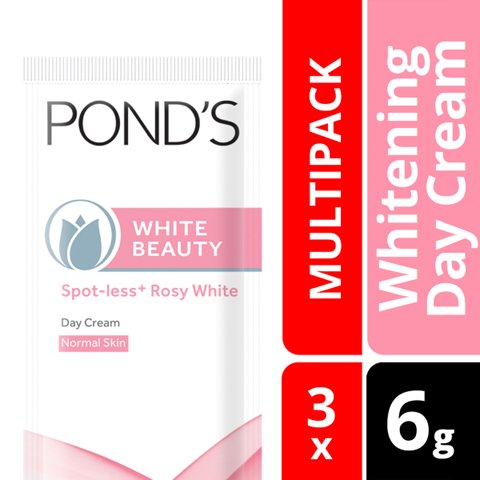 POND'S
WHITE
BEAUTY
Spot-less⁺ Rosy White
Day Cream
Normal Skin
MULTIPACK
Whitening
Day Cream
3
x
6g